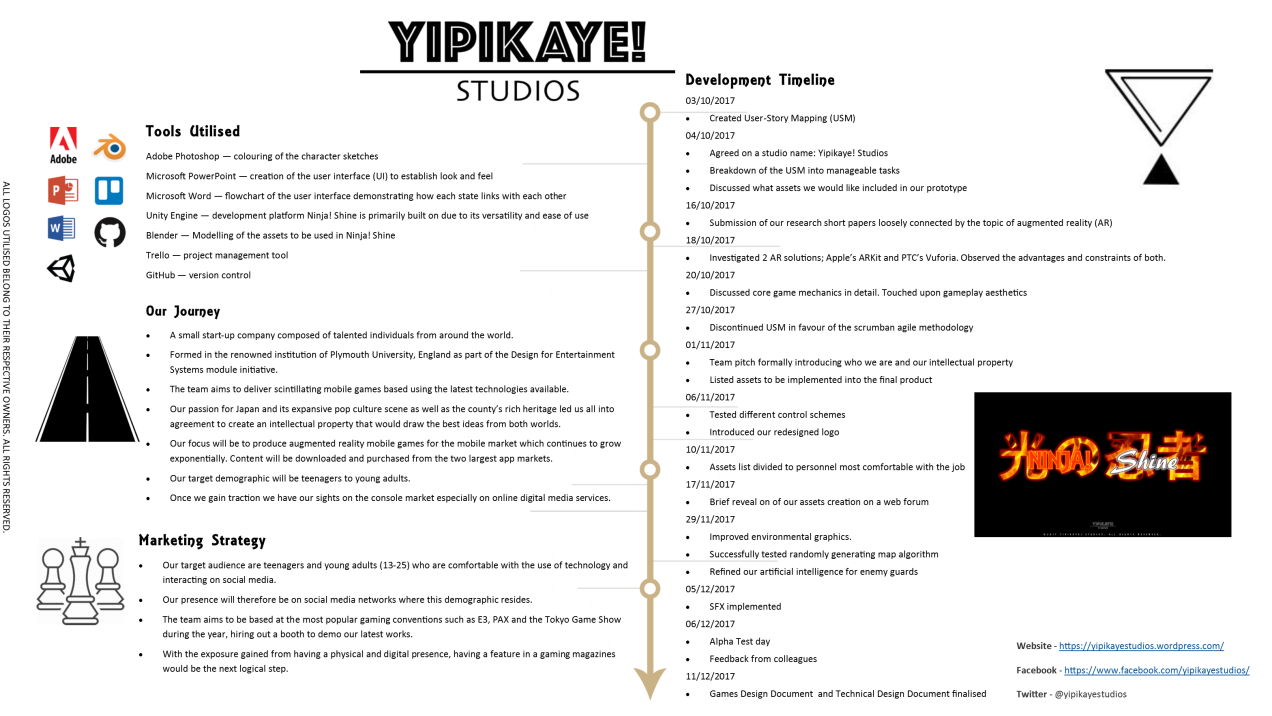 YIPIKAYE!
STUDIOS
Tools Utilised
Adobe
Adobe Photoshop — colouring of the character sketches
Microsoft PowerPoint — creation of the user interface (UI) to establish look and feel
Microsoft Word — flowchart of the user interface demonstrating how each state links with each other
Unity Engine — development platform Ninja! Shine is primarily built on due to its versatility and ease of use
Blender — Modelling of the assets to be used in Ninja! Shine
Trello — project management tool
GitHub — version control
Our Journey
• A small start-up company composed of talented individuals from around the world.
• Formed in the renowned institution of Plymouth University, England as part of the Design for Entertainment
Systems module initiative.
• The team aims to deliver scintillating mobile games based using the latest technologies available.
• Our passion for Japan and its expansive pop culture scene as well as the county's rich heritage led us all into
agreement to create an intellectual property that would draw the best ideas from both worlds.
• Our focus will be to produce augmented reality mobile games for the mobile market which continues to grow
exponentially. Content will be downloaded and purchased from the two largest app markets.
• Our target demographic will be teenagers to young adults.
• Once we gain traction we have our sights on the console market especially on online digital media services.
Marketing Strategy
• Our target audience are teenagers and young adults (13-25) who are comfortable with the use of technology and
interacting on social media.
• Our presence will therefore be on social media networks where this demographic resides.
• The team aims to be based at the most popular gaming conventions such as E3, PAX and the Tokyo Game Show
during the year, hiring out a booth to demo our latest works.
• With the exposure gained from having a physical and digital presence, having a feature in a gaming magazines
would be the next logical step.
ALL LOGOS UTILISED BELONG TO THEIR RESPECTIVE OWNERS. ALL RIGHTS RESERVED.
Development Timeline
03/10/2017
• Created User-Story Mapping (USM)
04/10/2017
• Agreed on a studio name: Yipikaye! Studios
• Breakdown of the USM into manageable tasks
• Discussed what assets we would like included in our prototype
16/10/2017
• Submission of our research short papers loosely connected by the topic of augmented reality (AR)
18/10/2017
• Investigated 2 AR solutions; Apple's ARKit and PTC's Vuforia. Observed the advantages and constraints of both.
20/10/2017
• Discussed core game mechanics in detail. Touched upon gameplay aesthetics
27/10/2017
• Discontinued USM in favour of the scrumban agile methodology
01/11/2017
• Team pitch formally introducing who we are and our intellectual property
• Listed assets to be implemented into the final product
06/11/2017
• Tested different control schemes
• Introduced our redesigned logo
10/11/2017
• Assets list divided to personnel most comfortable with the job
17/11/2017
• Brief reveal on of our assets creation on a web forum
29/11/2017
• Improved environmental graphics.
• Successfully tested randomly generating map algorithm
• Refined our artificial intelligence for enemy guards
05/12/2017
• SFX implemented
06/12/2017
• Alpha Test day
• Feedback from colleagues
11/12/2017
• Games Design Document and Technical Design Document finalised
光の忍者
NINJA! Shine
Website - https://yipikayestudios.wordpress.com/
Facebook - https://www.facebook.com/yipikayestudios/
Twitter - @yipikayestudios